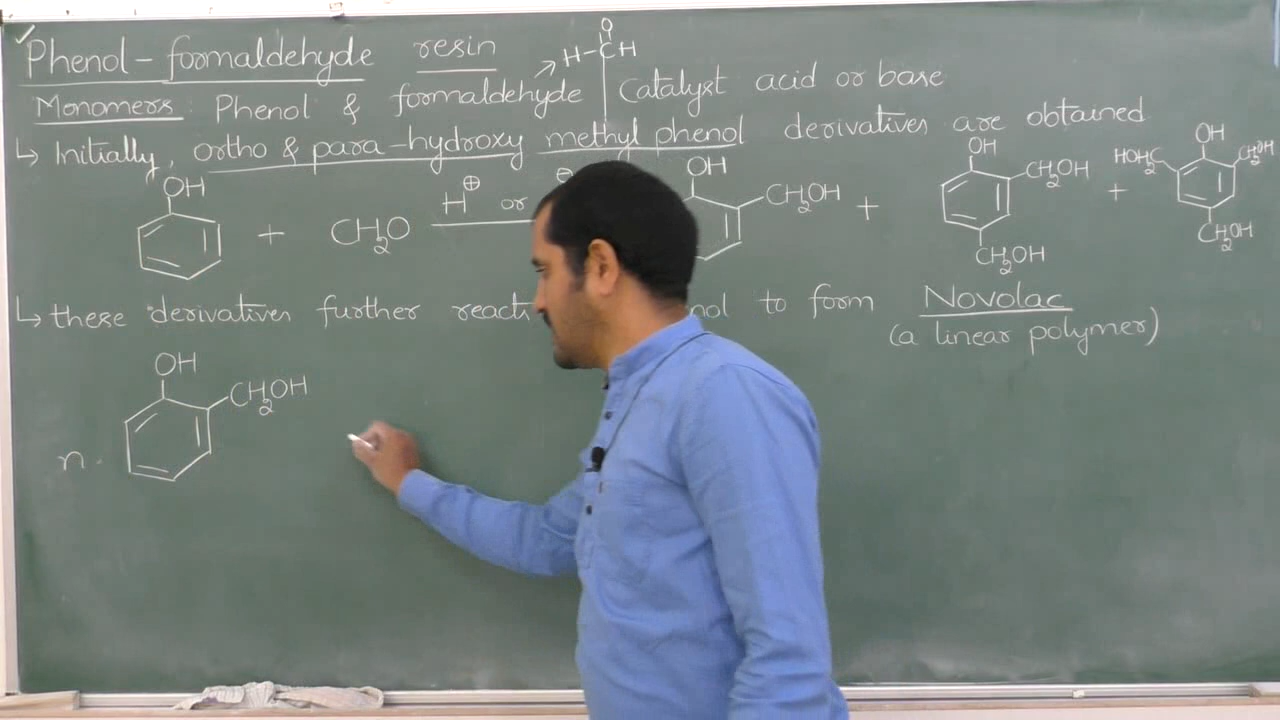 ✓Phenol-formaldehyde resin
O
H-C H
Monomers: Phenol & formaldehyde Catalyst acid or base
↳ Initially, ortho & para-hydroxy methyl phenol derivatives are obtained
OH + CH2O H⊕ or ⊖ OH CH2OH + OH CH2OH CH2OH + OH HOH2C CH2OH CH2OH
↳ these derivatives further react nol to form Novolac
(a linear polymer)
n. OH CH2OH